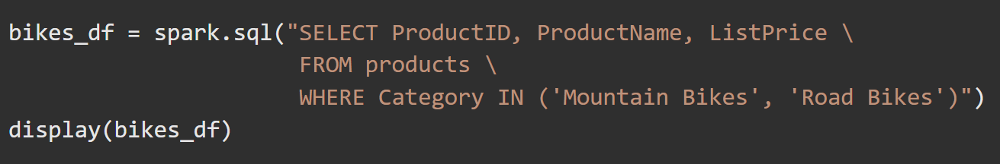 bikes_df = spark.sql("SELECT ProductID, ProductName, ListPrice \
                      FROM products \
                      WHERE Category IN ('Mountain Bikes', 'Road Bikes')")
display(bikes_df)